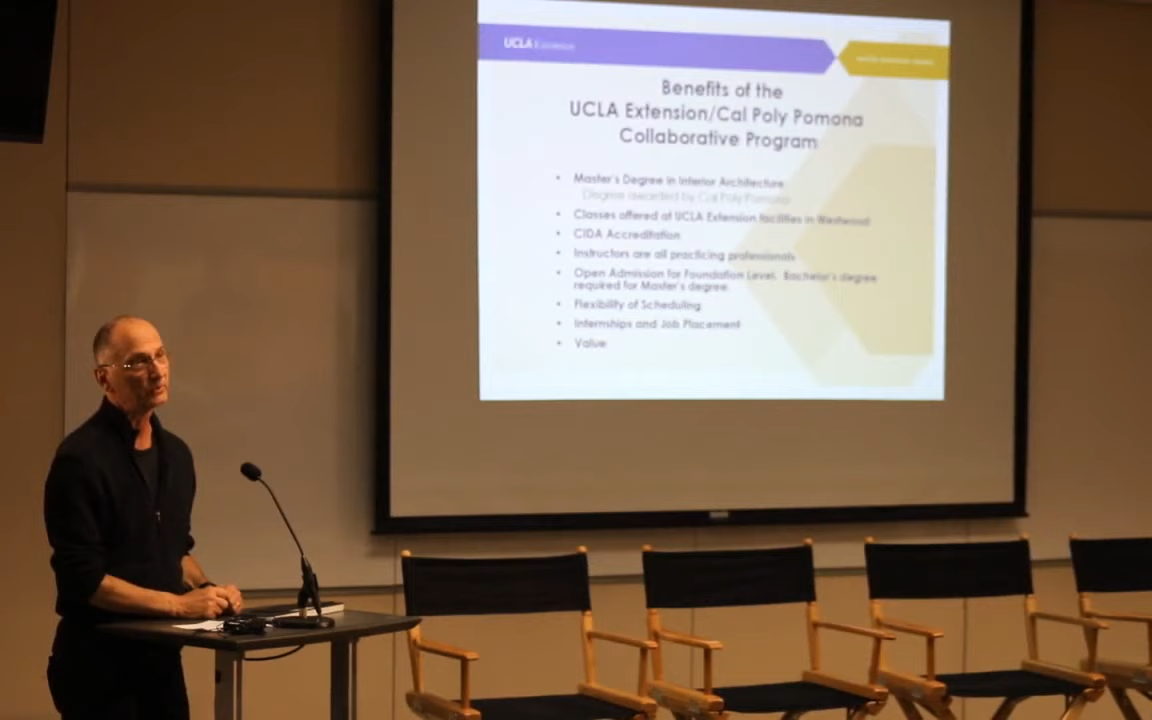 UCLA Extension
Benefits of the
UCLA Extension/Cal Poly Pomona
Collaborative Program
• Master's Degree in Interior Architecture
Degree awarded by Cal Poly Pomona
• Classes offered at UCLA Extension facilities in Westwood
• CIDA Accreditation
• Instructors are all practicing professionals
• Open Admission for Foundation Level. Bachelor's degree
required for Master's degree.
• Flexibility of Scheduling
• Internships and Job Placement
• Value